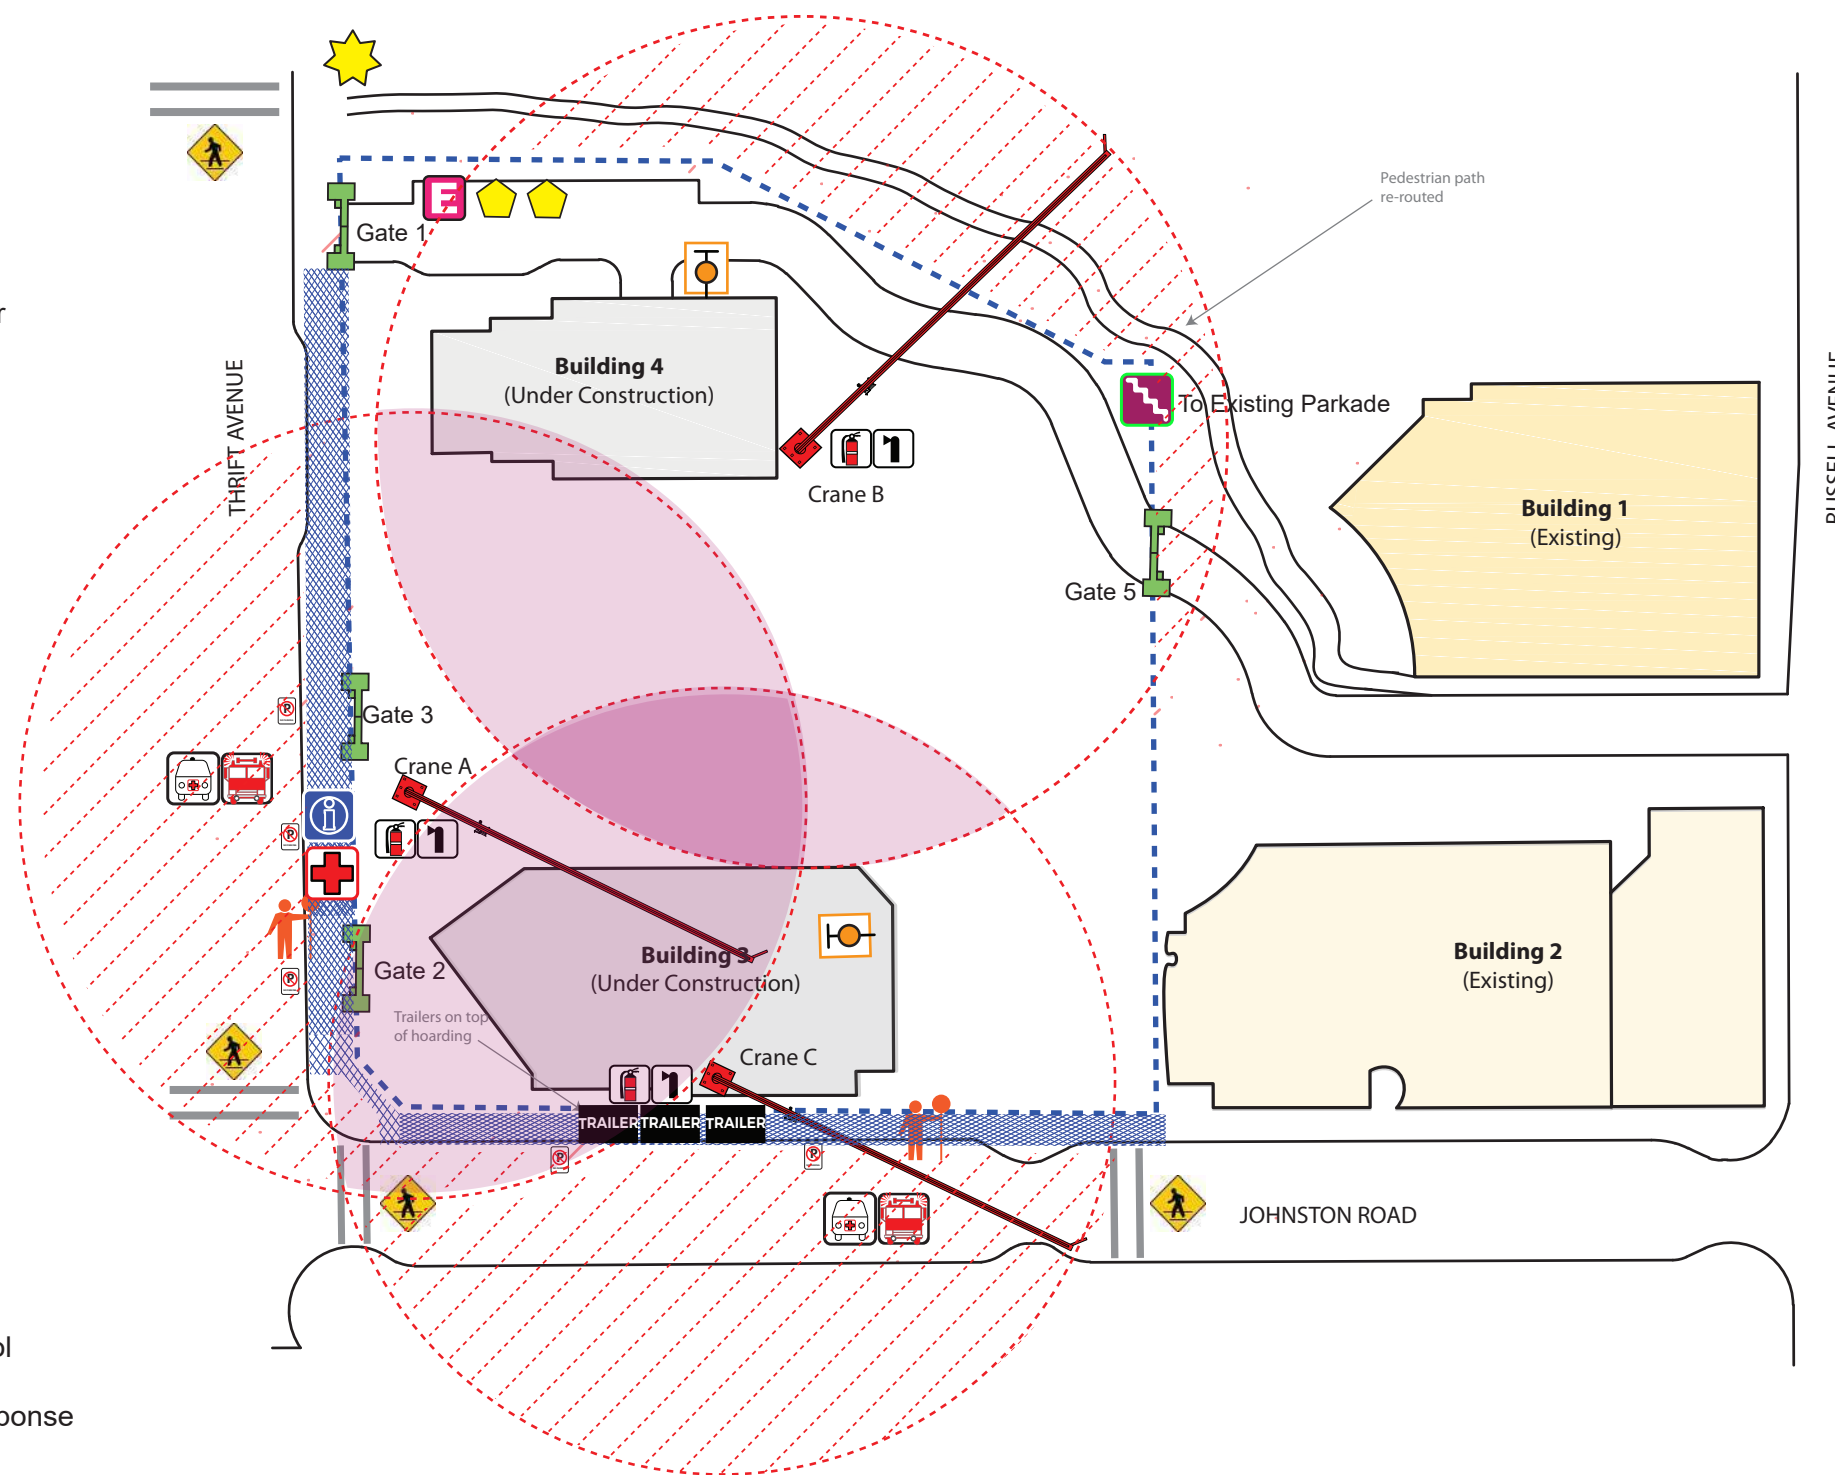 E
Gate 1
Pedestrian path
re-routed
Building 4
(Under Construction)
THRIFT AVENUE
To Existing Parkade
Crane B
Building 1
(Existing)
Gate 5
Gate 3
Crane A
Building 3
(Under Construction)
Gate 2
Trailers on top
of hoarding
Crane C
TRAILER
TRAILER
TRAILER
Building 2
(Existing)
JOHNSTON ROAD
RUSSELL AVENUE
P
P
P
P
P
i